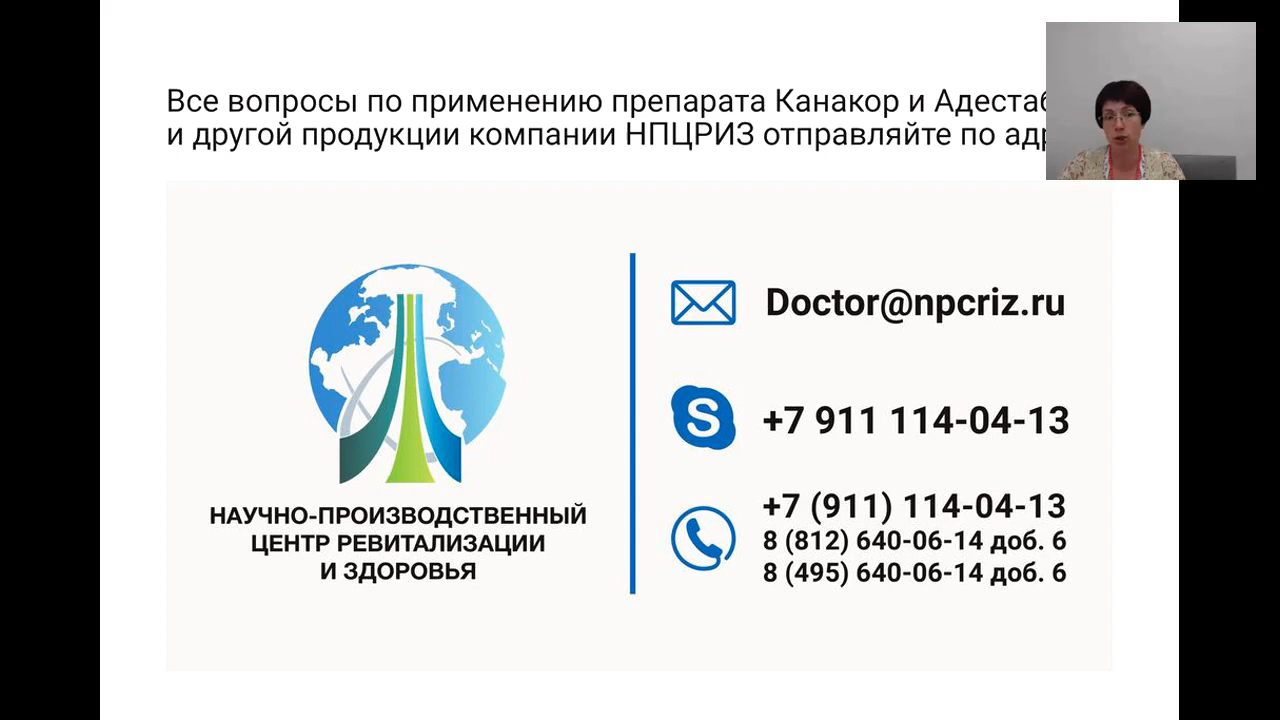 Все вопросы по применению препарата Канакор и
и другой продукции компании НПЦРИЗ отправляйте по
Doctor@npcriz.ru
+7 911 114-04-13
+7 (911) 114-04-13
8 (812) 640-06-14 доб. 6
8 (495) 640-06-14 доб. 6
НАУЧНО-ПРОИЗВОДСТВЕННЫЙ
ЦЕНТР РЕВИТАЛИЗАЦИИ
И ЗДОРОВЬЯ